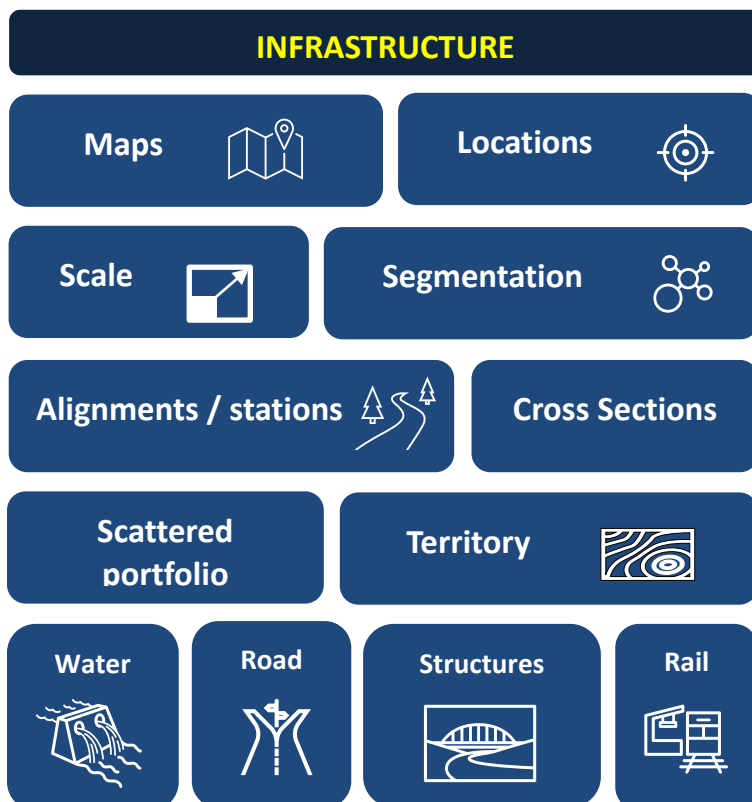 INFRASTRUCTURE
Maps
Locations
Scale
Segmentation
Alignments / stations
Cross Sections
Scattered
portfolio
Territory
Water
Road
Structures
Rail